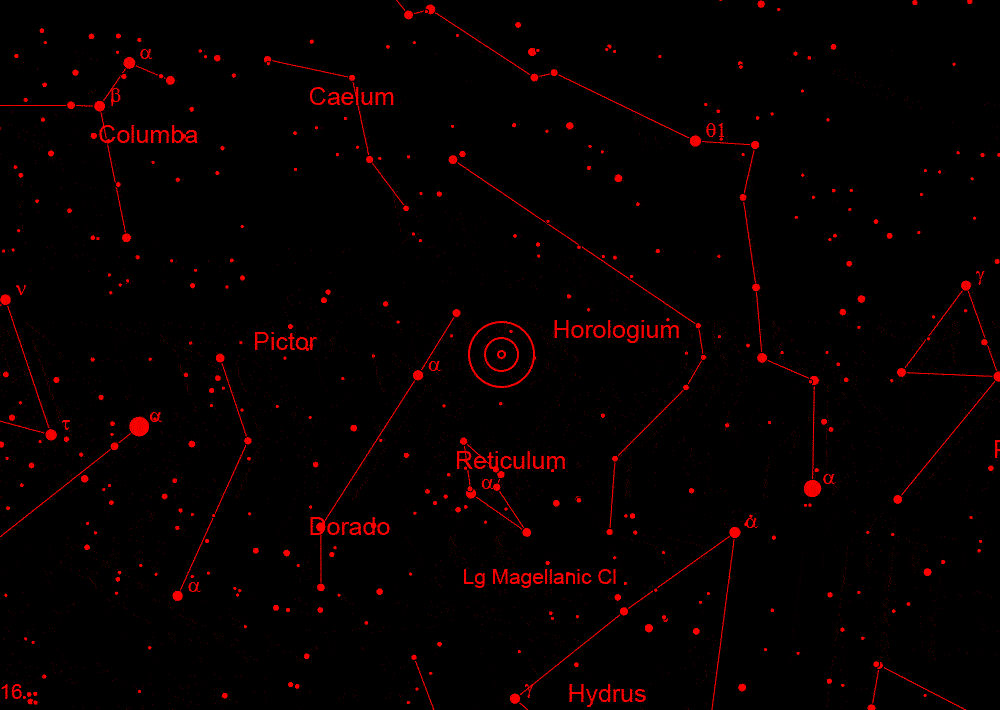 α
β
Caelum
Columba
θ1
γ
ν
Pictor
Horologium
α
α
τ
Reticulum
α
α
Dorado
α
Lg Magellanic Cl
α
16.
γ
Hydrus